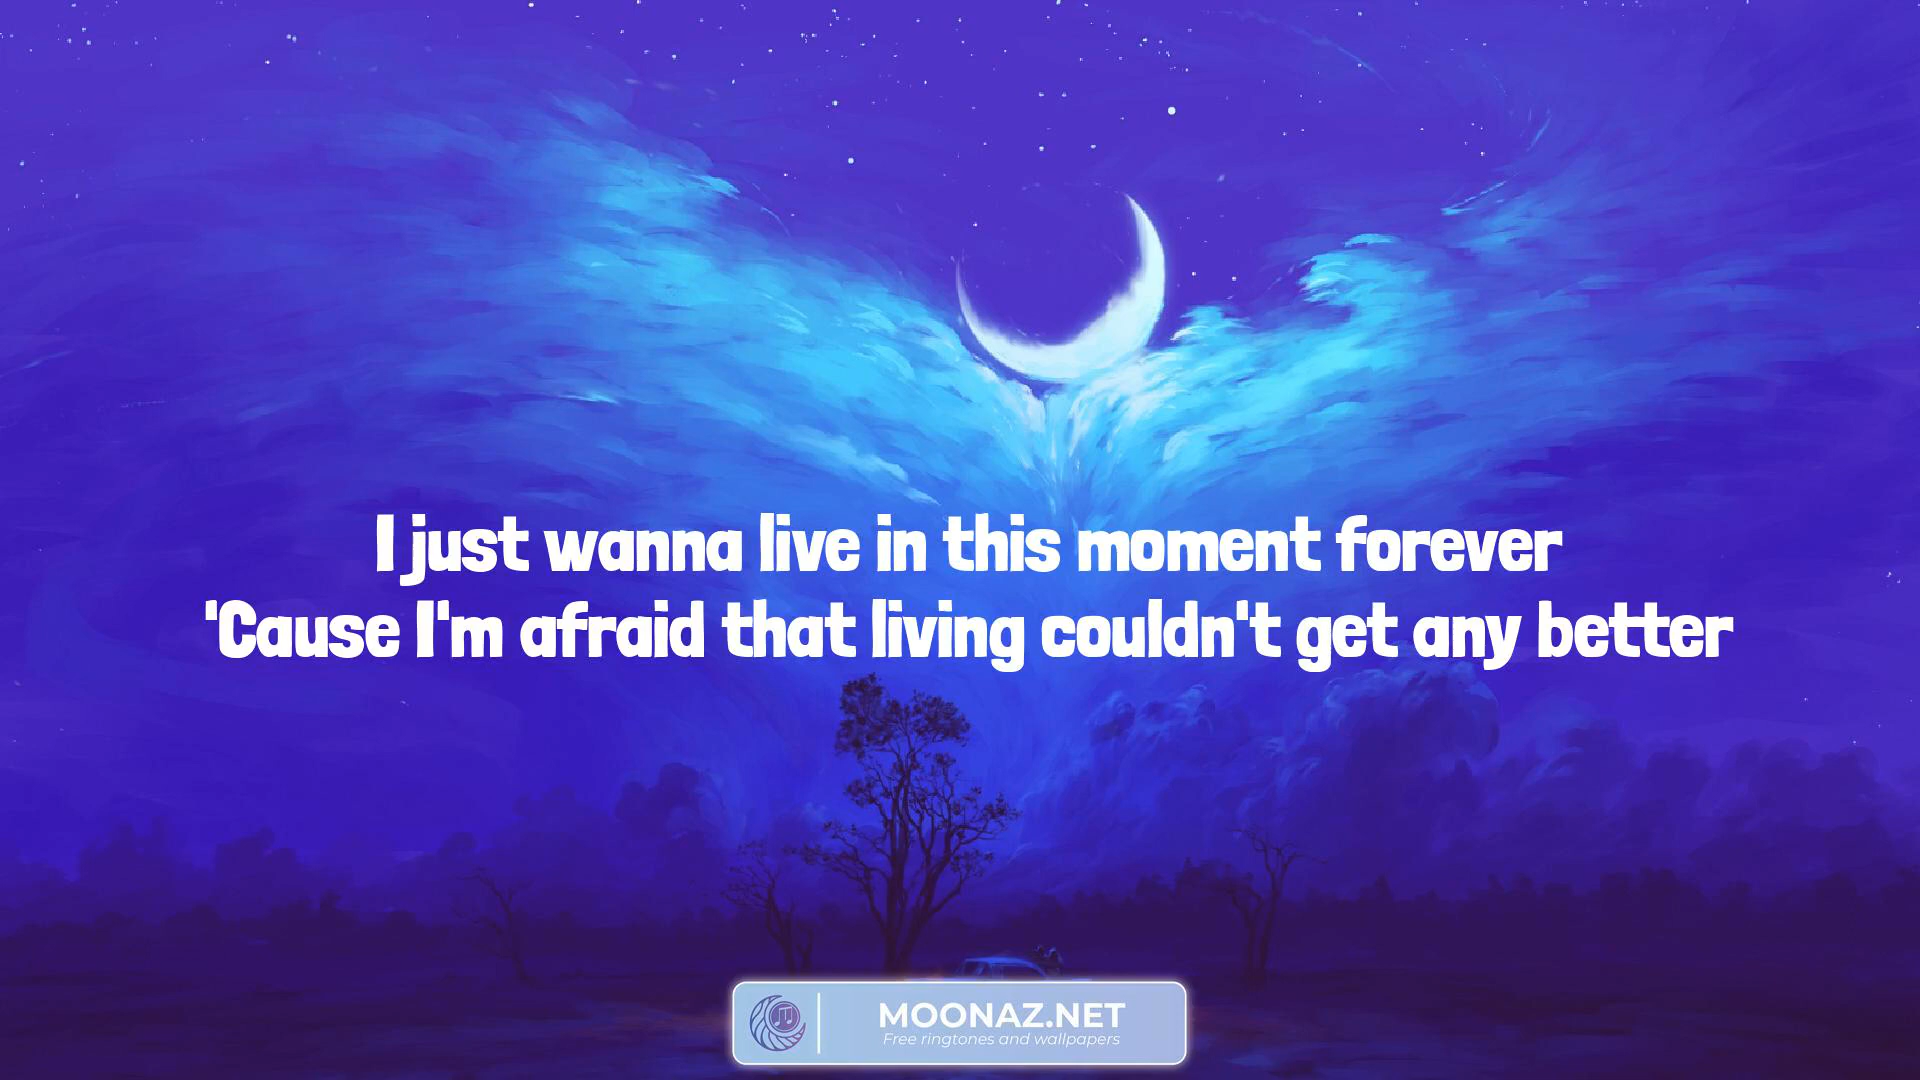 I just wanna live in this moment forever
'Cause I'm afraid that living couldn't get any better
MOONAZ.NET
Free ringtones and wallpapers